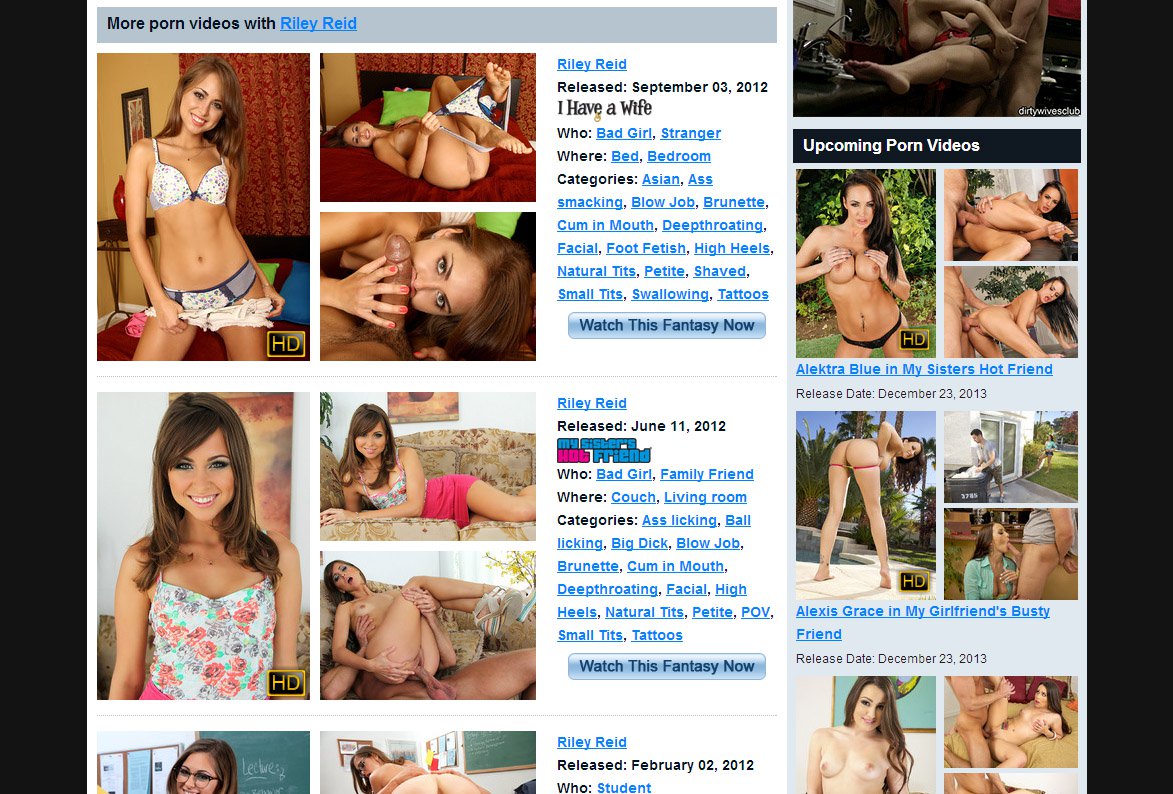 More porn videos with Riley Reid
Riley Reid
Released: September 03, 2012
I Have a Wife
Who: Bad Girl, Stranger
Where: Bed, Bedroom
Categories: Asian, Ass
smacking, Blow Job, Brunette,
Cum in Mouth, Deepthroating,
Facial, Foot Fetish, High Heels,
Natural Tits, Petite, Shaved,
Small Tits, Swallowing, Tattoos
Watch This Fantasy Now
HD
Riley Reid
Released: June 11, 2012
MY SISTER'S
HOT FRIEND
Who: Bad Girl, Family Friend
Where: Couch, Living room
Categories: Ass licking, Ball
licking, Big Dick, Blow Job,
Brunette, Cum in Mouth,
Deepthroating, Facial, High
Heels, Natural Tits, Petite, POV,
Small Tits, Tattoos
Watch This Fantasy Now
HD
Riley Reid
Released: February 02, 2012
Who: Student
dirtywivesclub
Upcoming Porn Videos
HD
Alektra Blue in My Sisters Hot Friend
Release Date: December 23, 2013
3785
HD
Alexis Grace in My Girlfriend's Busty
Friend
Release Date: December 23, 2013